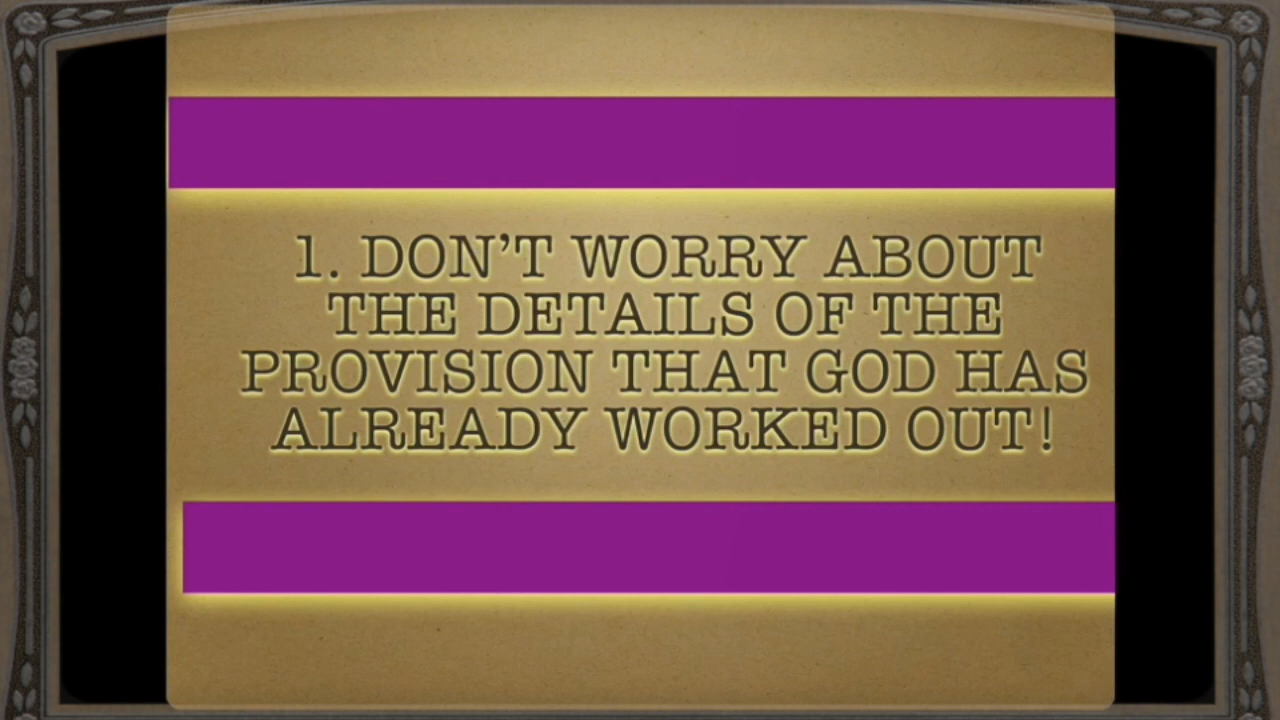 1. DON'T WORRY ABOUT
THE DETAILS OF THE
PROVISION THAT GOD HAS
ALREADY WORKED OUT!